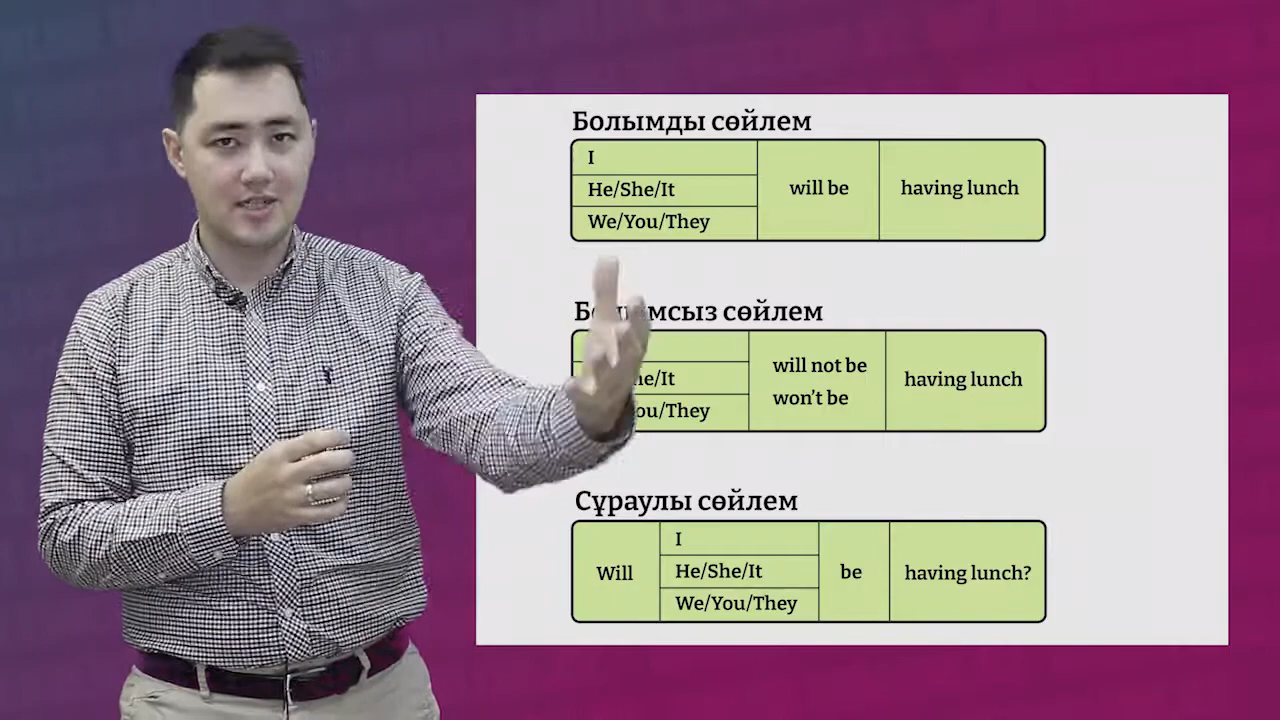 Болымды сөйлем
I
He/She/It
We/You/They
will be
having lunch
сөйлем
will not be
won't be
having lunch
Сұраулы сөйлем
Will
I
He/She/It
We/You/They
be
having lunch?